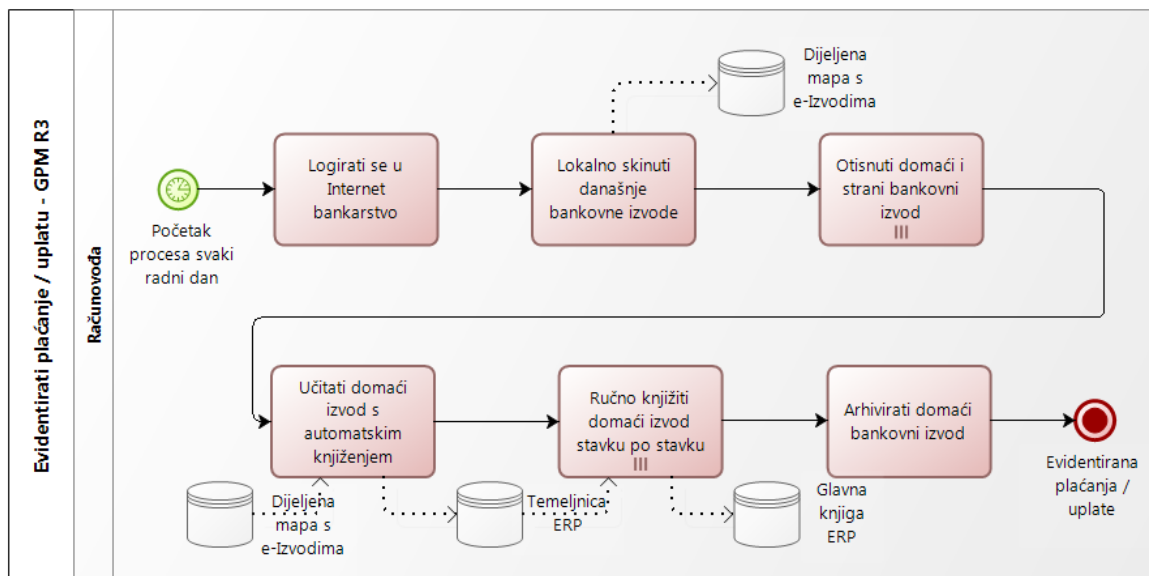 Evidentirati plaćanje / uplatu - GPM R3
Računovođa
Početak
procesa svaki
radni dan
Logirati se u
Internet
bankarstvo
Lokalno skinuti
današnje
bankovne izvode
Dijeljena
mapa s
e-Izvodima
Otisnuti domaći i
strani bankovni
izvod
Učitati domaći
izvod s
automatskim
knjiženjem
Dijeljena
mapa s
e-Izvodima
Ručno knjižiti
domaći izvod
stavku po stavku
Temeljnica
ERP
Arhivirati domaći
bankovni izvod
Glavna
knjiga
ERP
Evidentirana
plaćanja /
uplate